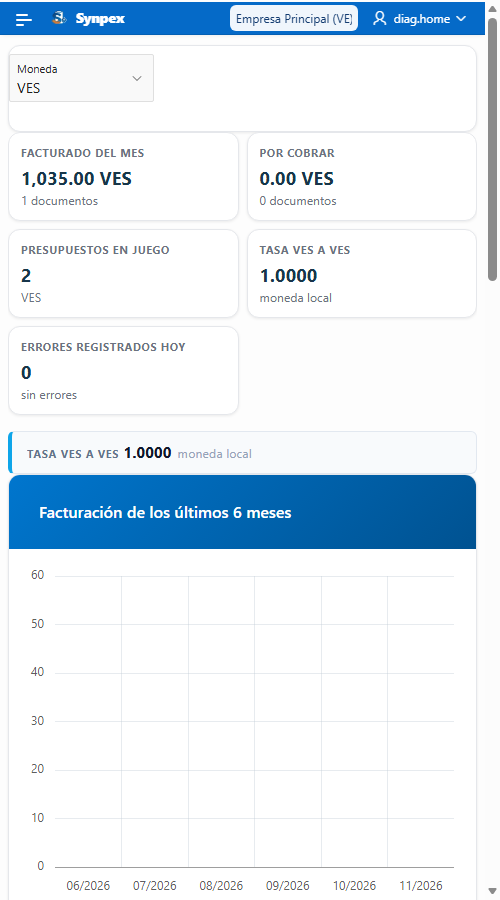 Synpex
Empresa Principal (VE)
diag.home
Moneda
VES
FACTURADO DEL MES
1,035.00 VES
1 documentos
POR COBRAR
0.00 VES
0 documentos
PRESUPUESTOS EN JUEGO
2
VES
TASA VES A VES
1.0000
moneda local
ERRORES REGISTRADOS HOY
0
sin errores
TASA VES A VES 1.0000 moneda local
Facturación de los últimos 6 meses
60
50
40
30
20
10
0
06/2026 07/2026 08/2026 09/2026 10/2026 11/2026